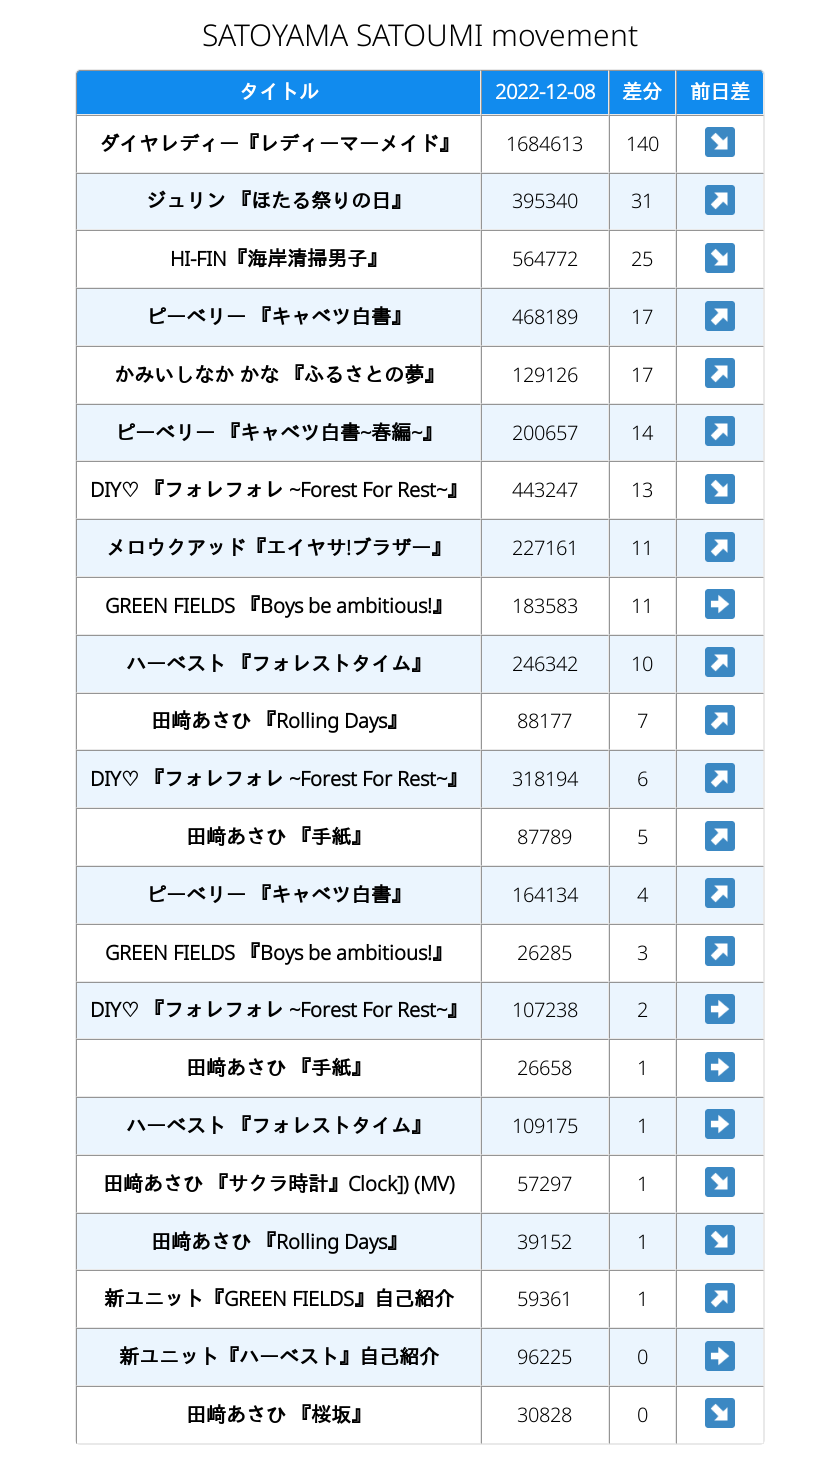 SATOYAMA SATOUMI movement
タイトル 2022-12-08 差分 前日差
ダイヤレディー『レディーマーメイド』 1684613 140 ↘
ジュリン 『ほたる祭りの日』 395340 31 ↗
HI-FIN『海岸清掃男子』 564772 25 ↘
ピーベリー 『キャベツ白書』 468189 17 ↗
かみいしなか かな 『ふるさとの夢』 129126 17 ↗
ピーベリー 『キャベツ白書~春編~』 200657 14 ↗
DIY♡ 『フォレフォレ ~Forest For Rest~』 443247 13 ↘
メロウクアッド『エイヤサ!ブラザー』 227161 11 ↗
GREEN FIELDS 『Boys be ambitious!』 183583 11 ➡
ハーベスト 『フォレストタイム』 246342 10 ↗
田﨑あさひ 『Rolling Days』 88177 7 ↗
DIY♡ 『フォレフォレ ~Forest For Rest~』 318194 6 ↗
田﨑あさひ 『手紙』 87789 5 ↗
ピーベリー 『キャベツ白書』 164134 4 ↗
GREEN FIELDS 『Boys be ambitious!』 26285 3 ↗
DIY♡ 『フォレフォレ ~Forest For Rest~』 107238 2 ➡
田﨑あさひ 『手紙』 26658 1 ➡
ハーベスト 『フォレストタイム』 109175 1 ➡
田﨑あさひ 『サクラ時計』Clock]) (MV) 57297 1 ↘
田﨑あさひ 『Rolling Days』 39152 1 ↘
新ユニット『GREEN FIELDS』自己紹介 59361 1 ↗
新ユニット『ハーベスト』自己紹介 96225 0 ➡
田﨑あさひ 『桜坂』 30828 0 ↘